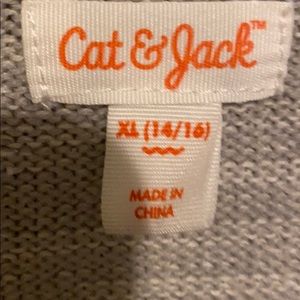 Cat & Jack™
XL (14/16)
MADE IN
CHINA